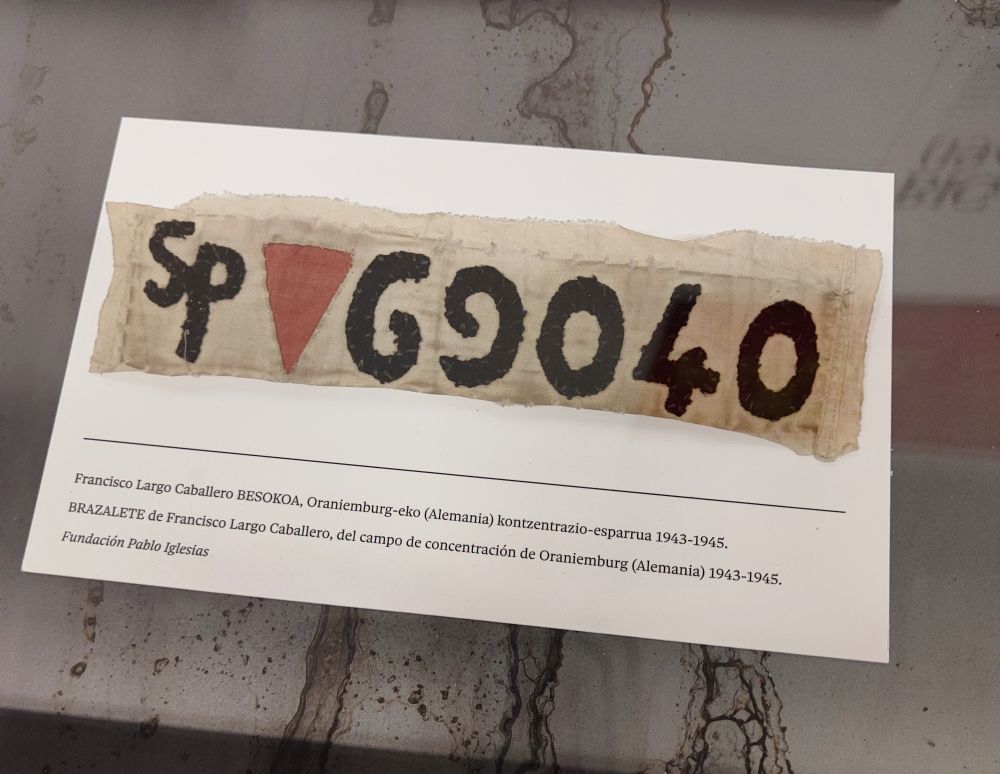 Sp 69040
Francisco Largo Caballero BESOKOA, Oraniemburg-eko (Alemania) kontzentrazio-esparrua 1943-1945.
BRAZALETE de Francisco Largo Caballero, del campo de concentración de Oraniemburg (Alemania) 1943-1945.
Fundación Pablo Iglesias